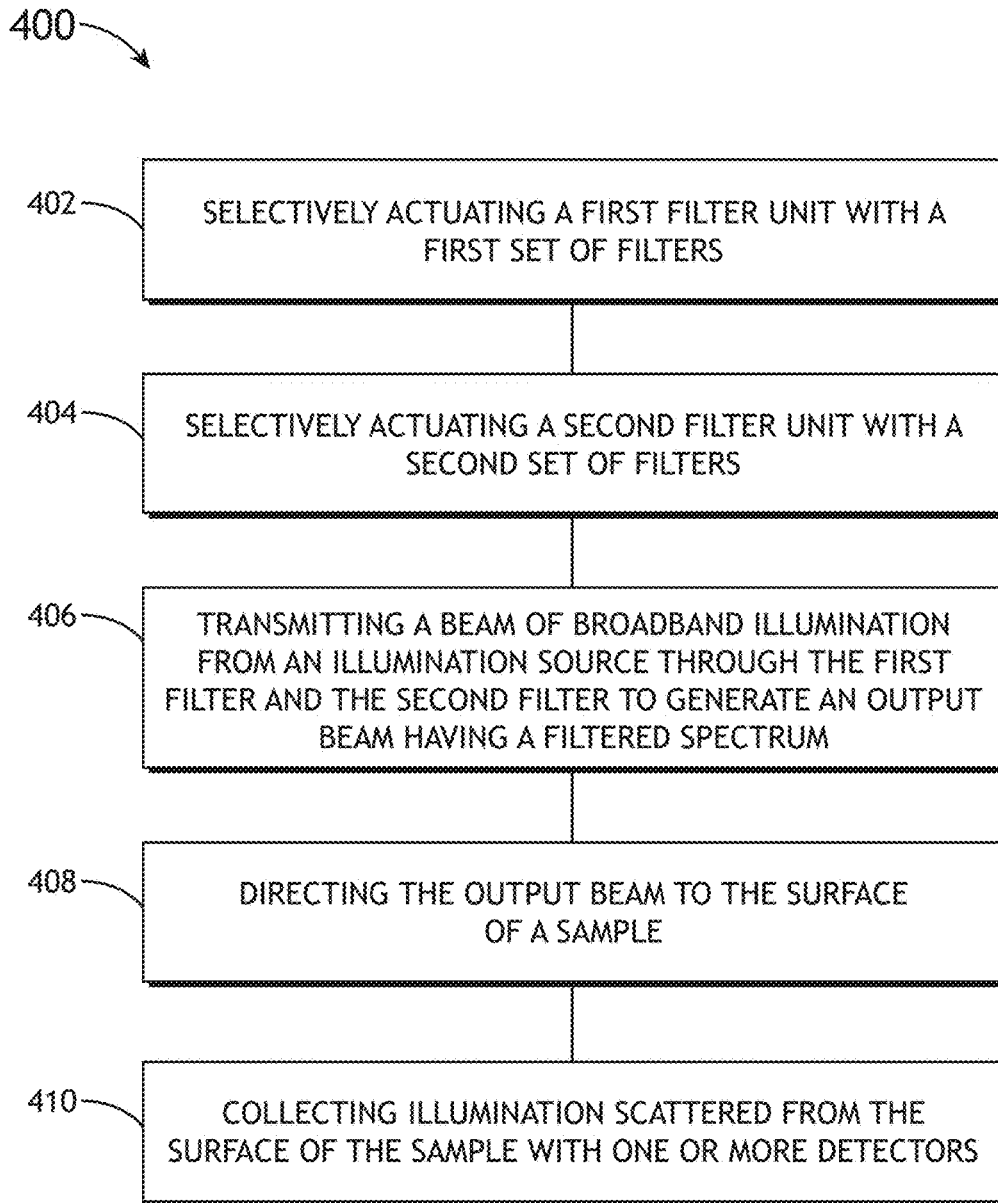 400
402
SELECTIVELY ACTUATING A FIRST FILTER UNIT WITH A
FIRST SET OF FILTERS
404
SELECTIVELY ACTUATING A SECOND FILTER UNIT WITH A
SECOND SET OF FILTERS
406
TRANSMITTING A BEAM OF BROADBAND ILLUMINATION
FROM AN ILLUMINATION SOURCE THROUGH THE FIRST
FILTER AND THE SECOND FILTER TO GENERATE AN OUTPUT
BEAM HAVING A FILTERED SPECTRUM
408
DIRECTING THE OUTPUT BEAM TO THE SURFACE
OF A SAMPLE
410
COLLECTING ILLUMINATION SCATTERED FROM THE
SURFACE OF THE SAMPLE WITH ONE OR MORE DETECTORS